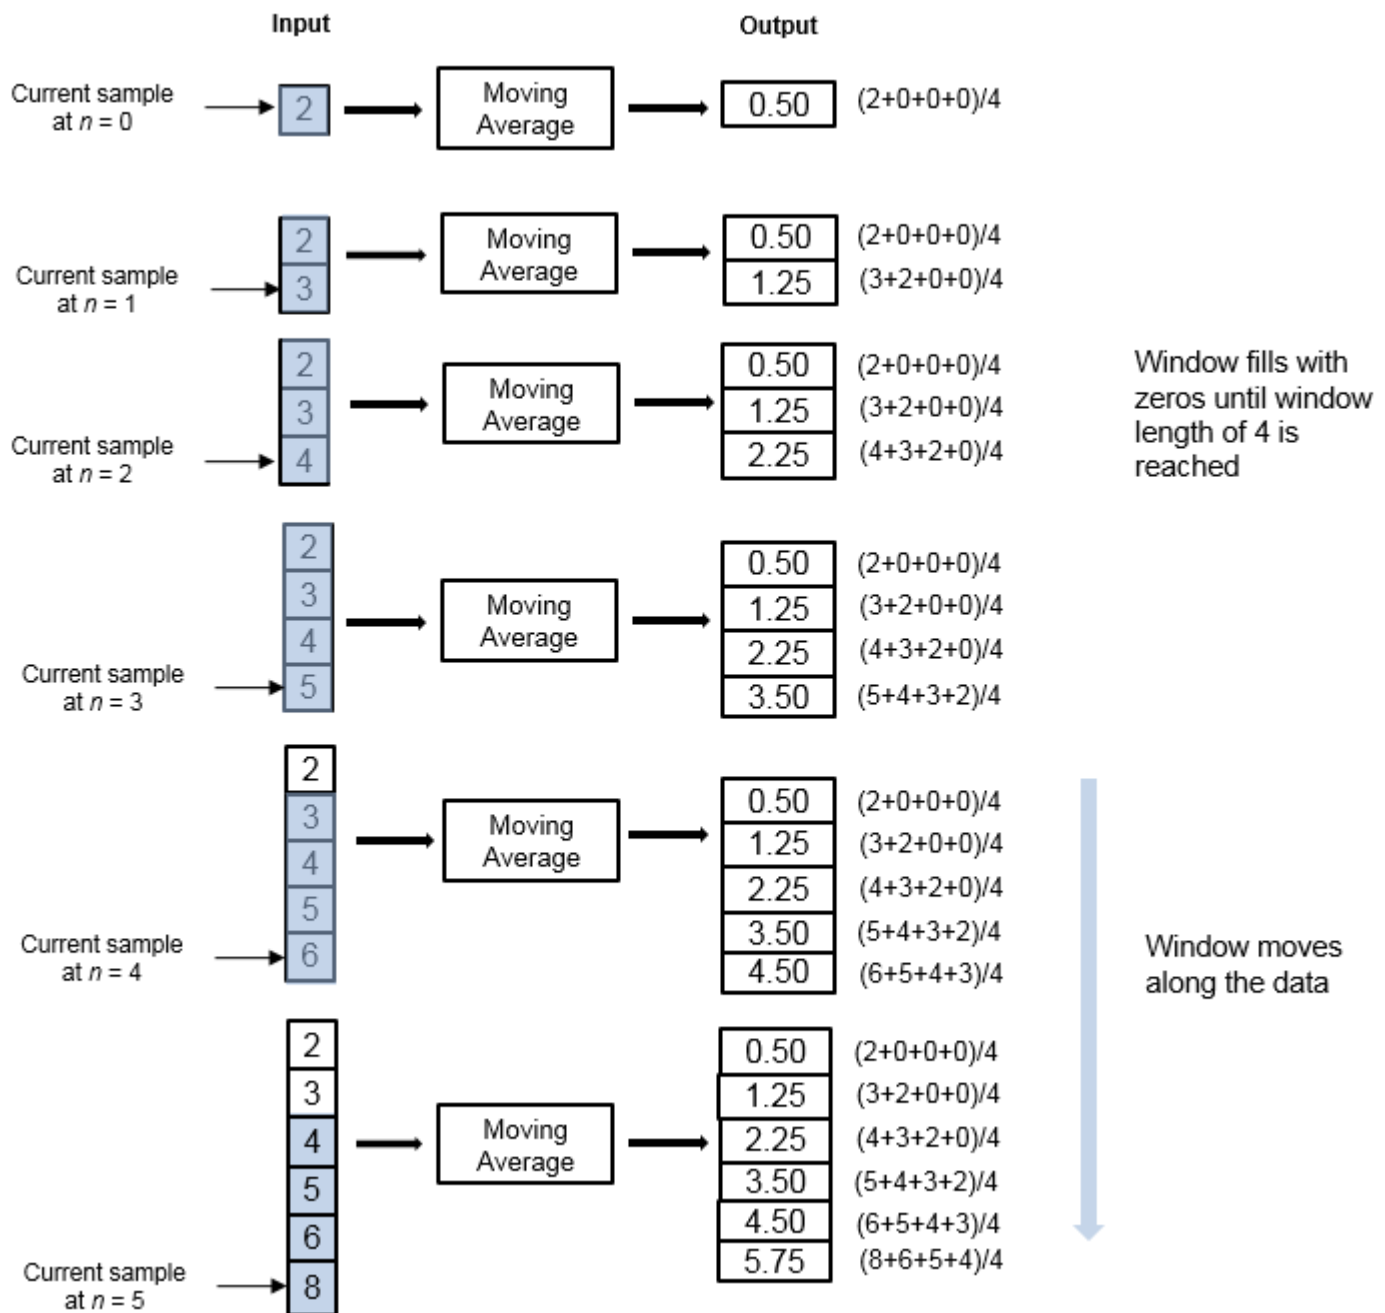 Input
Output
Current sample
at n = 0
2
Moving
Average
0.50
(2+0+0+0)/4
Current sample
at n = 1
2
3
Moving
Average
0.50
(2+0+0+0)/4
1.25
(3+2+0+0)/4
Current sample
at n = 2
2
3
4
Moving
Average
0.50
(2+0+0+0)/4
1.25
(3+2+0+0)/4
2.25
(4+3+2+0)/4
Window fills with
zeros until window
length of 4 is
reached
Current sample
at n = 3
2
3
4
5
Moving
Average
0.50
(2+0+0+0)/4
1.25
(3+2+0+0)/4
2.25
(4+3+2+0)/4
3.50
(5+4+3+2)/4
Current sample
at n = 4
2
3
4
5
6
Moving
Average
0.50
(2+0+0+0)/4
1.25
(3+2+0+0)/4
2.25
(4+3+2+0)/4
3.50
(5+4+3+2)/4
4.50
(6+5+4+3)/4
Window moves
along the data
Current sample
at n = 5
2
3
4
5
6
8
Moving
Average
0.50
(2+0+0+0)/4
1.25
(3+2+0+0)/4
2.25
(4+3+2+0)/4
3.50
(5+4+3+2)/4
4.50
(6+5+4+3)/4
5.75
(8+6+5+4)/4